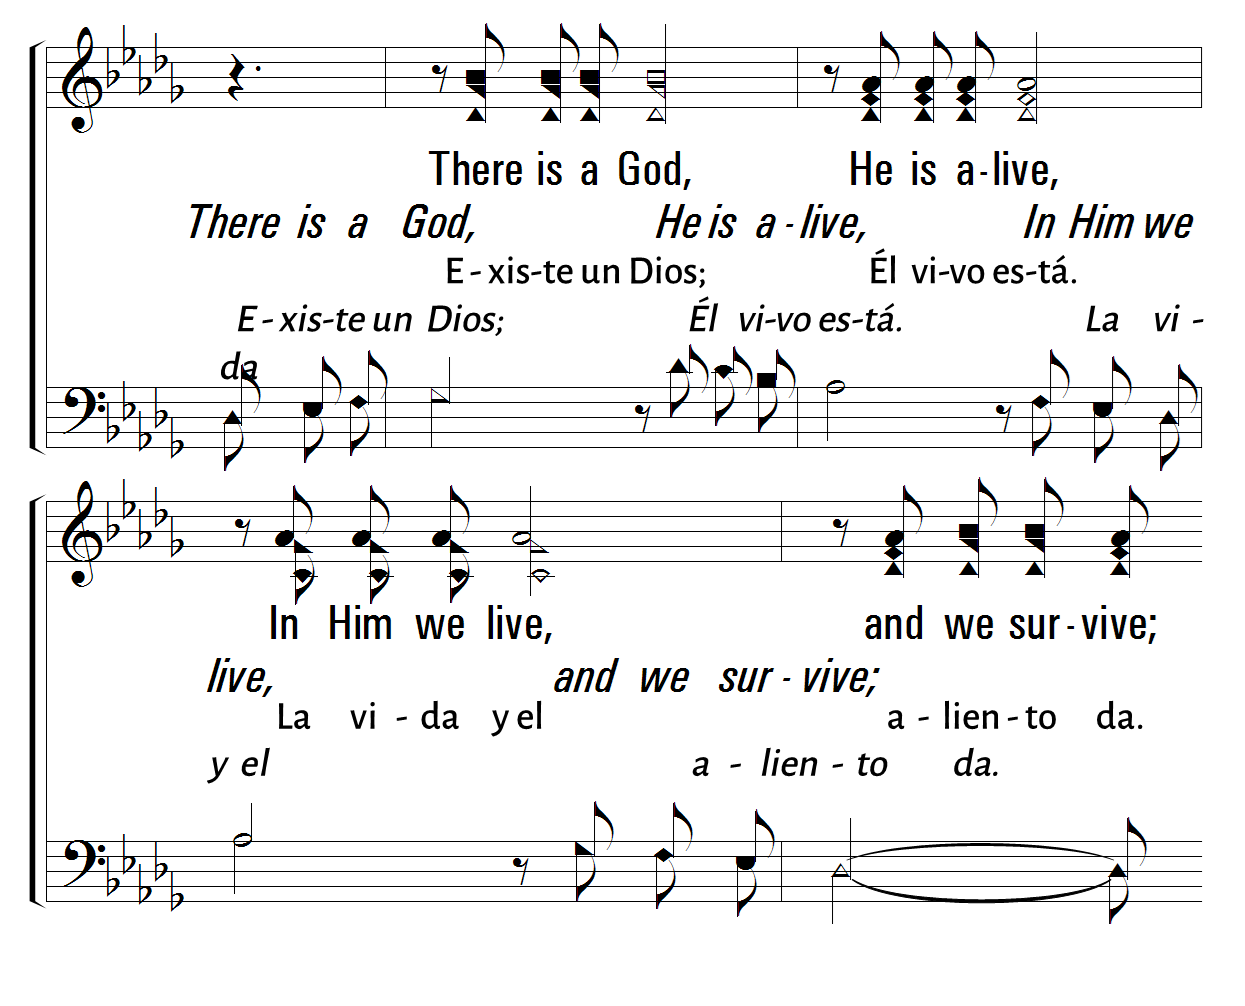 There is a God, He is a-live,
There is a God, He is a-live, In Him we
E-xis-te un Dios; Él vi-vo es-tá.
E-xis-te un Dios; Él vi-vo es-tá. La vi-
da
In Him we live, and we sur-vive;
live, and we sur-vive;
La vi-da y el a-lien-to da.
y el a-lien-to da.